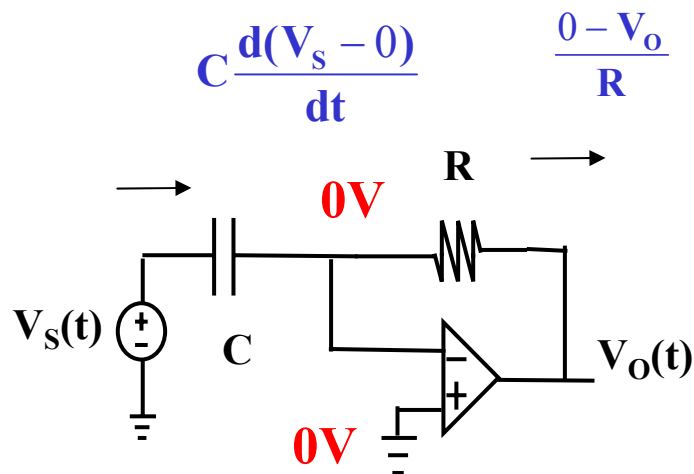 C d(V_S − 0)/dt
(0 − V_O)/R
R
0V
V_S(t)
+
-
C
−
+
V_O(t)
0V